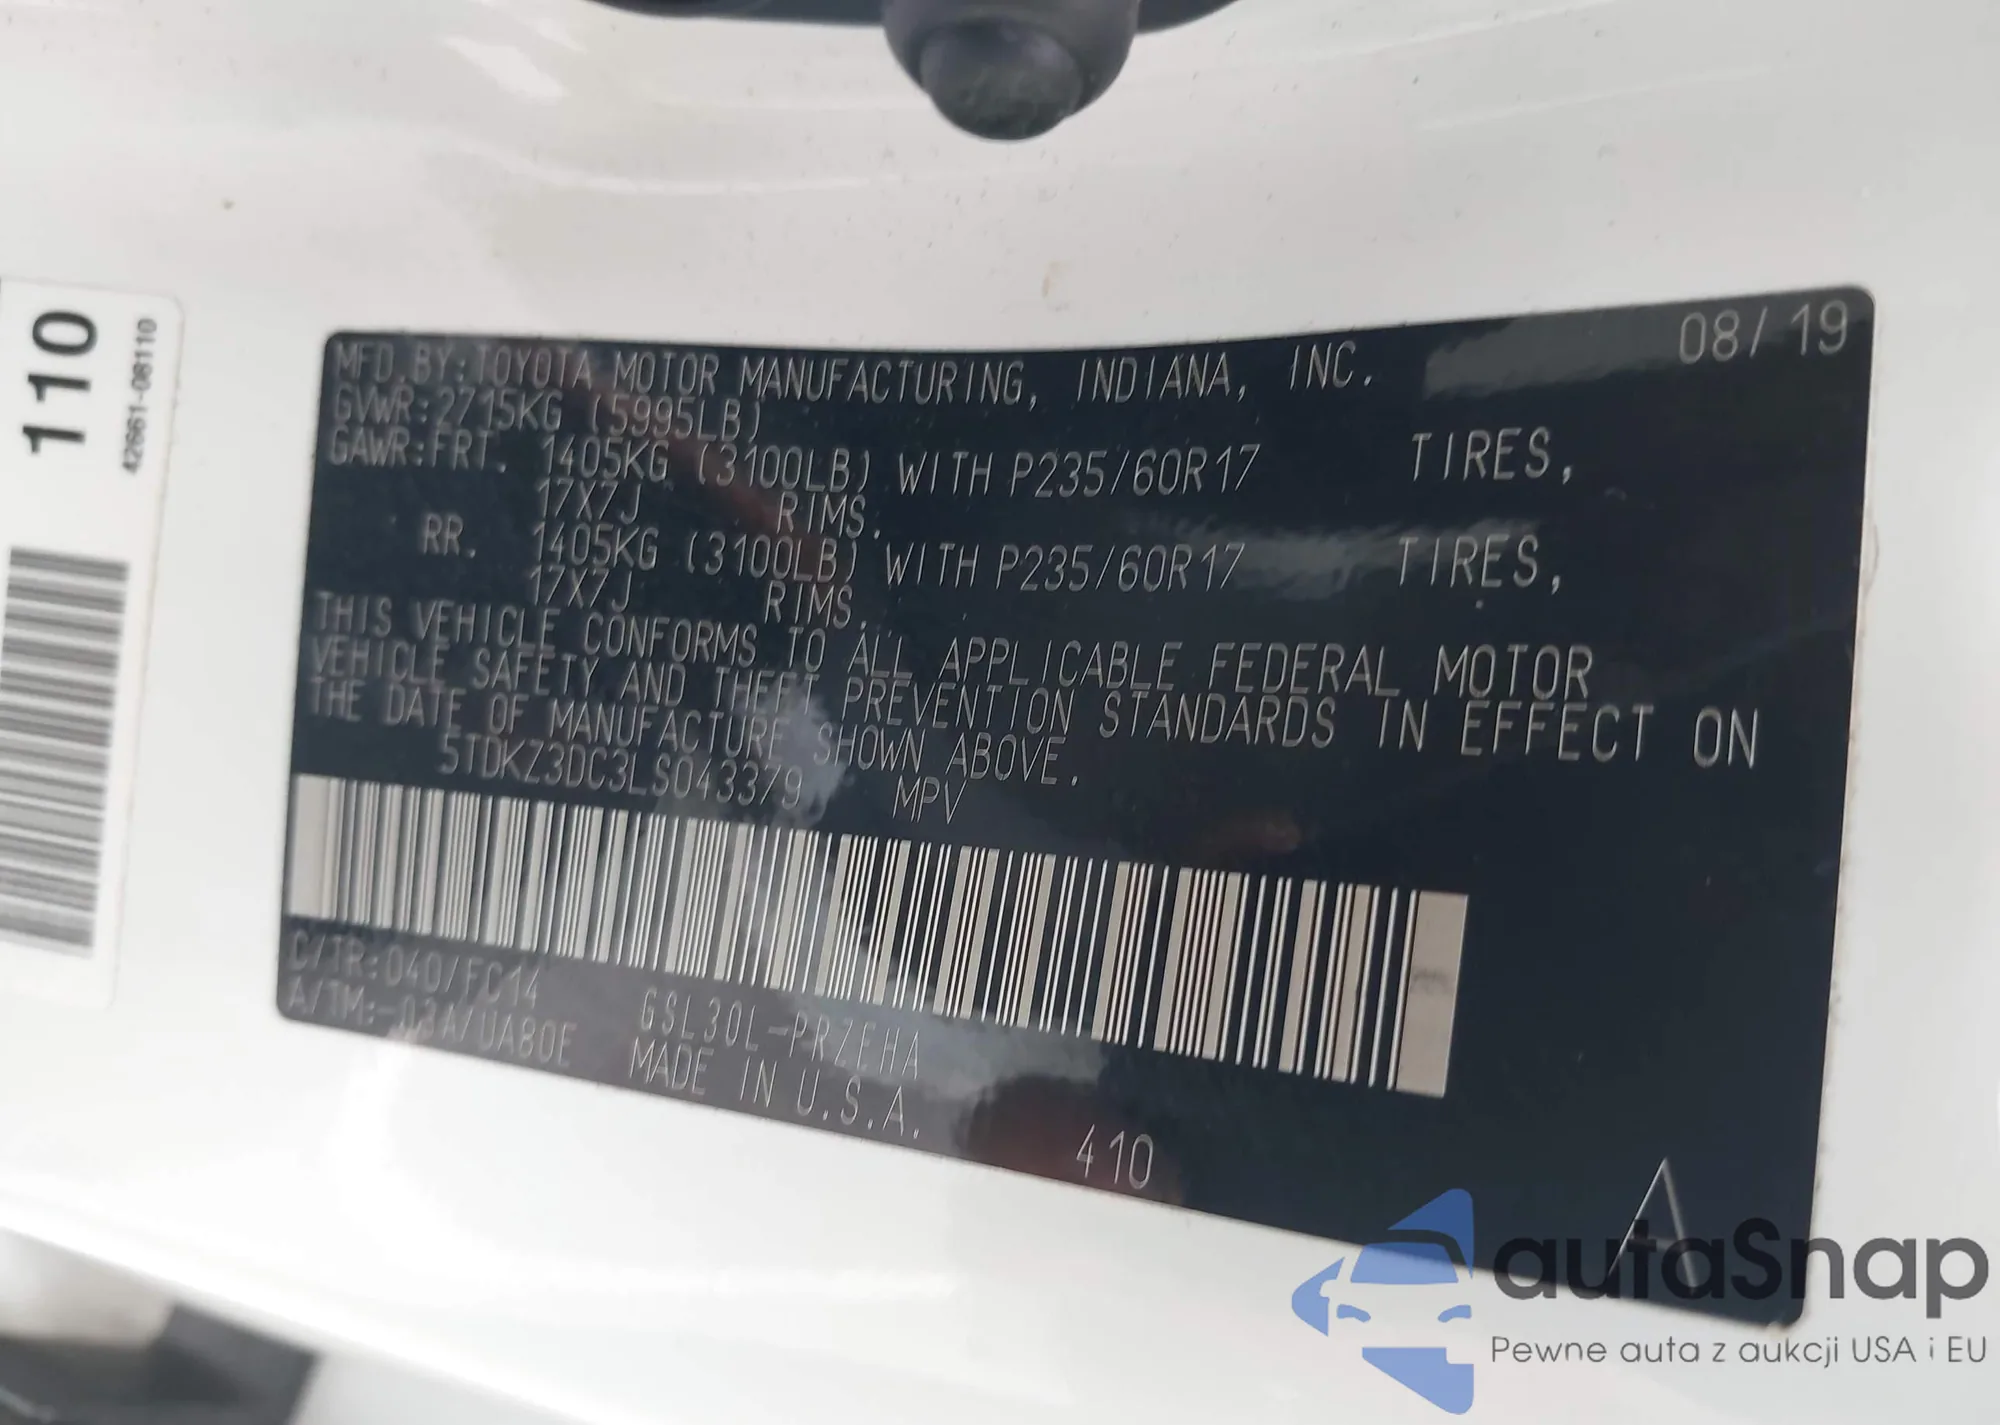 110
42661-08110
MFD.BY:TOYOTA MOTOR MANUFACTURING, INDIANA, INC. 08/19
GVWR:2715KG (5995LB)
GAWR:FRT. 1405KG (3100LB) WITH P235/60R17 TIRES,
17X7J RIMS.
RR. 1405KG (3100LB) WITH P235/60R17 TIRES,
17X7J RIMS.
THIS VEHICLE CONFORMS TO ALL APPLICABLE FEDERAL MOTOR
VEHICLE SAFETY AND THEFT PREVENTION STANDARDS IN EFFECT ON
THE DATE OF MANUFACTURE SHOWN ABOVE.
5TDKZ3DC3LS043379 MPV
C/TR:040/FC14 GSL30L-PRZEHA
A/TM:-03A/UA80E MADE IN U.S.A.
410
A
autaSnap
Pewne auta z aukcji USA i EU